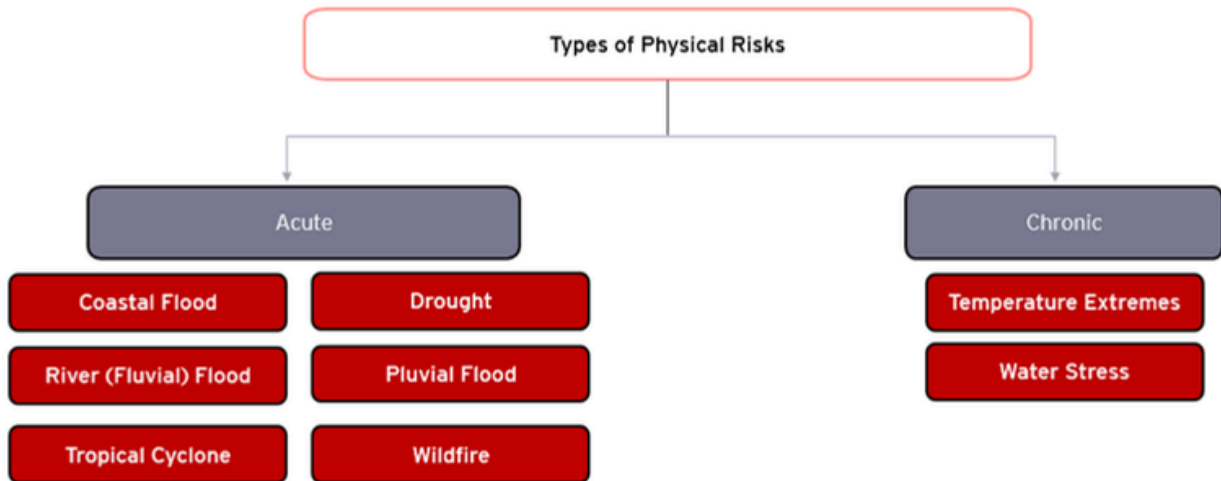 Types of Physical Risks
Acute
Chronic
Coastal Flood
Drought
Temperature Extremes
River (Fluvial) Flood
Pluvial Flood
Water Stress
Tropical Cyclone
Wildfire